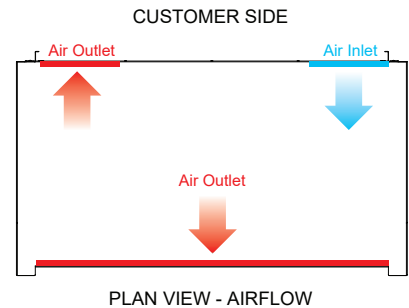 CUSTOMER SIDE
Air Outlet
Air Inlet
Air Outlet
PLAN VIEW - AIRFLOW